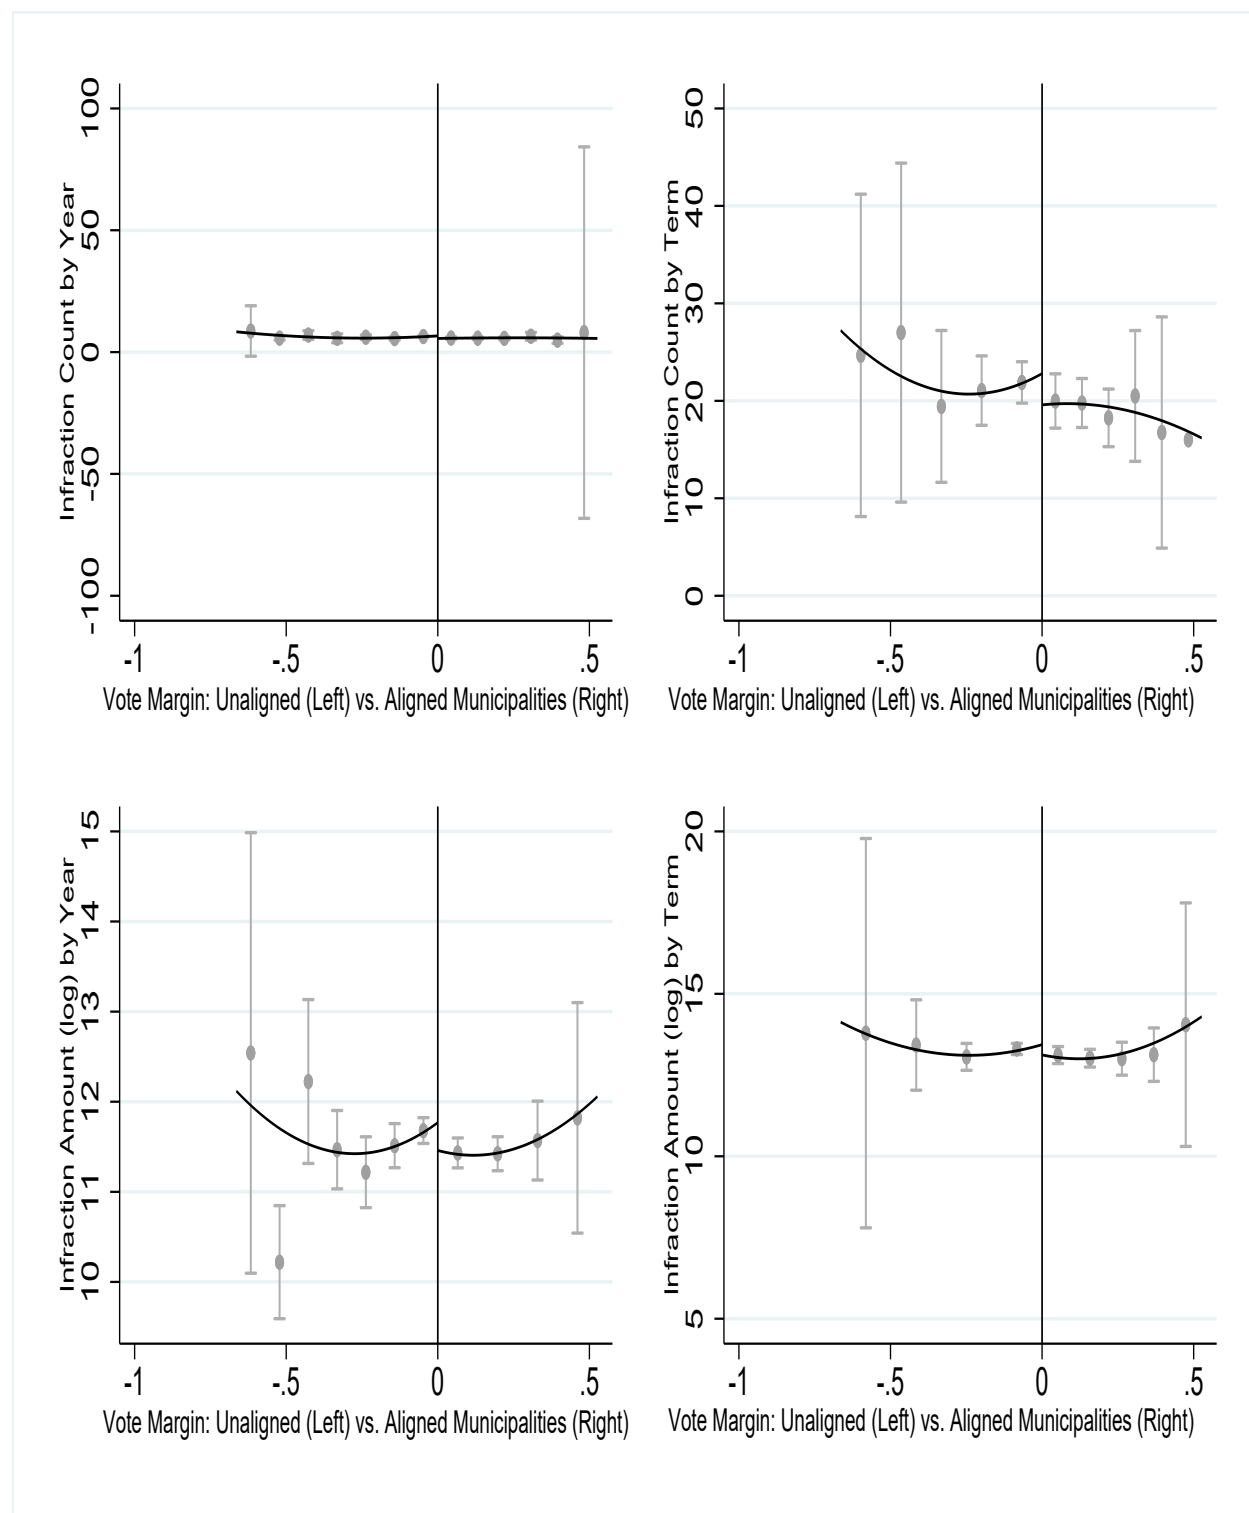 Infraction Count by Year
100
50
0
-50
-100
-1 -.5 0 .5
Vote Margin: Unaligned (Left) vs. Aligned Municipalities (Right)
Infraction Count by Term
50
40
30
20
10
0
-1 -.5 0 .5
Vote Margin: Unaligned (Left) vs. Aligned Municipalities (Right)
Infraction Amount (log) by Year
15
14
13
12
11
10
-1 -.5 0 .5
Vote Margin: Unaligned (Left) vs. Aligned Municipalities (Right)
Infraction Amount (log) by Term
20
15
10
5
-1 -.5 0 .5
Vote Margin: Unaligned (Left) vs. Aligned Municipalities (Right)